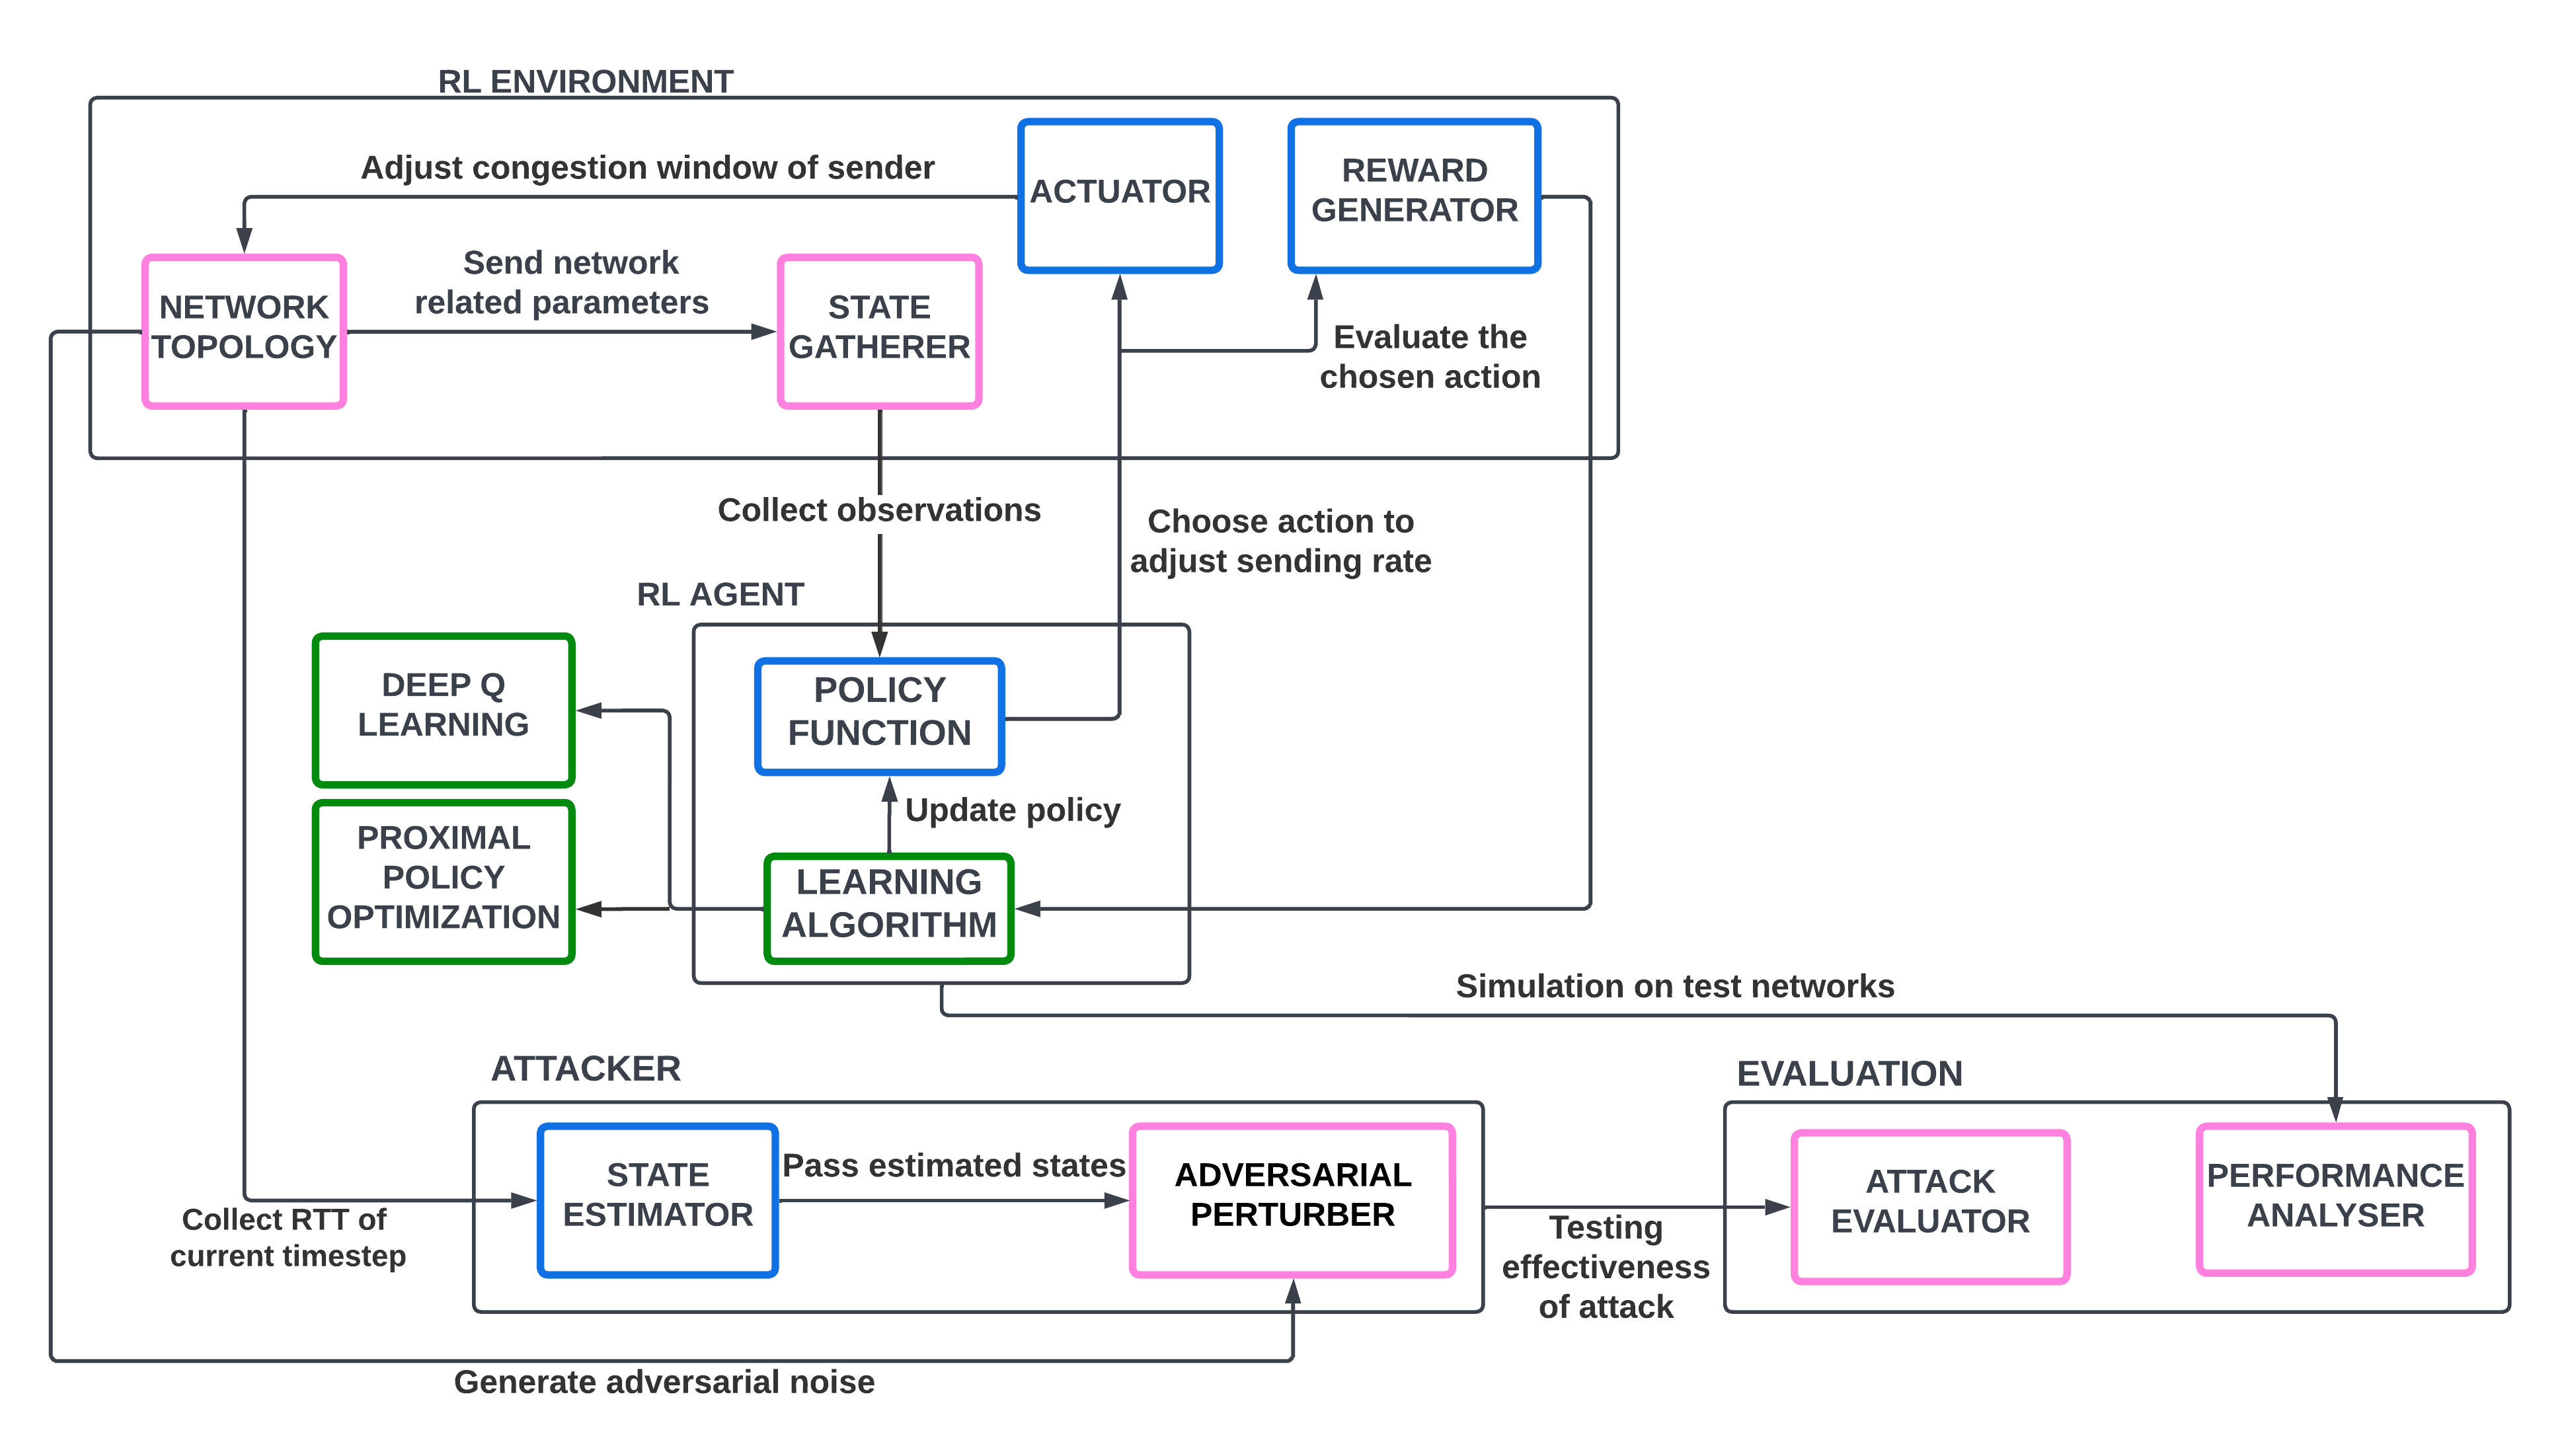 RL ENVIRONMENT
Adjust congestion window of sender
ACTUATOR
REWARD
GENERATOR
Send network
related parameters
NETWORK
TOPOLOGY
STATE
GATHERER
Evaluate the
chosen action
Collect observations
Choose action to
adjust sending rate
RL AGENT
DEEP Q
LEARNING
POLICY
FUNCTION
Update policy
PROXIMAL
POLICY
OPTIMIZATION
LEARNING
ALGORITHM
Simulation on test networks
ATTACKER
EVALUATION
STATE
ESTIMATOR
Pass estimated states
ADVERSARIAL
PERTURBER
ATTACK
EVALUATOR
PERFORMANCE
ANALYSER
Collect RTT of
current timestep
Testing
effectiveness
of attack
Generate adversarial noise